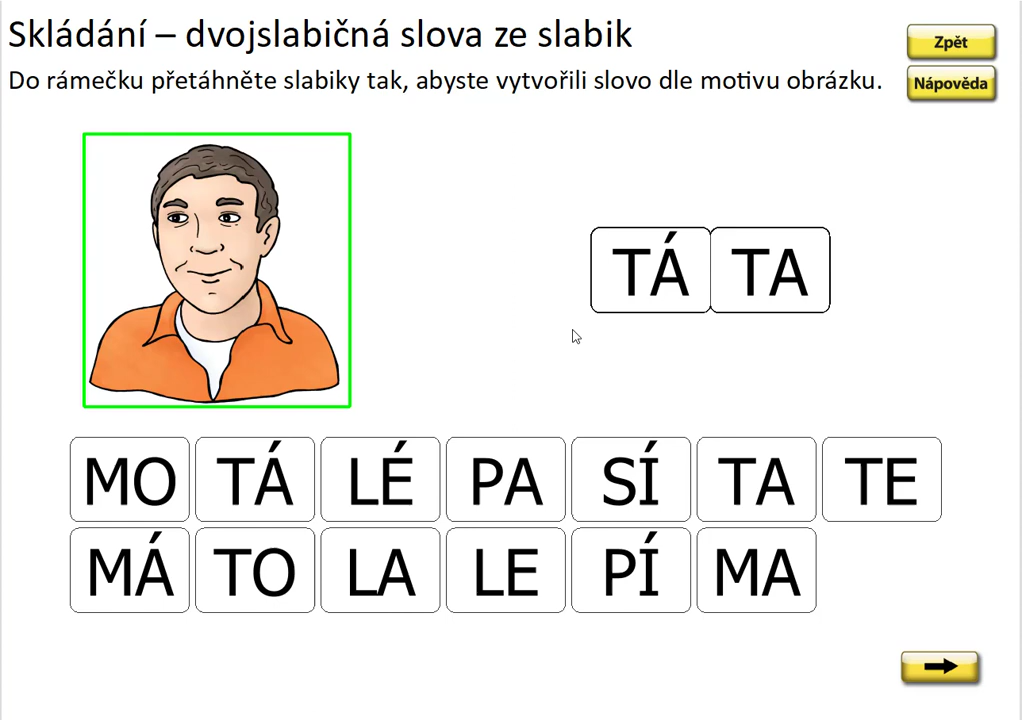 Skládání – dvojslabičná slova ze slabik
Zpět
Do rámečku přetáhněte slabiky tak, abyste vytvořili slovo dle motivu obrázku.
Nápověda
TÁ TA
MO TÁ LÉ PA SÍ TA TE
MÁ TO LA LE PÍ MA